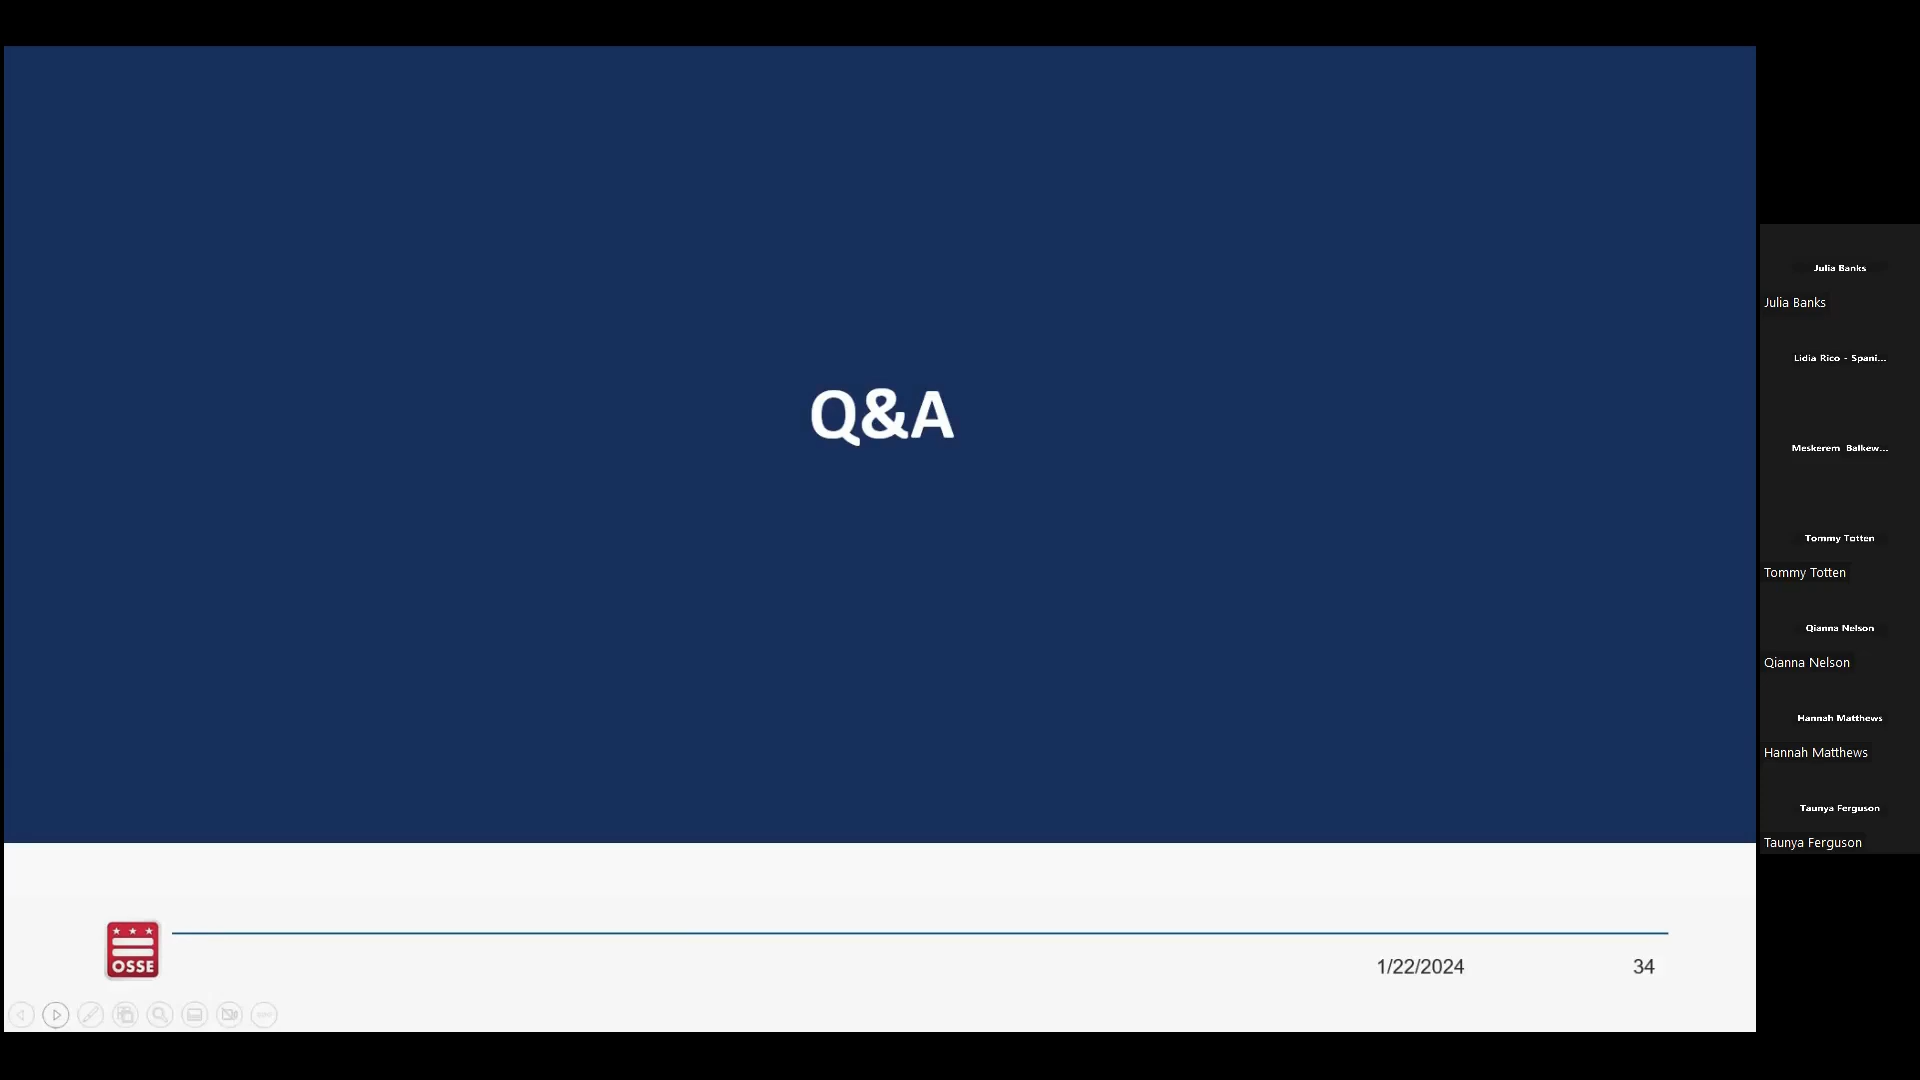 Q&A
OSSE
1/22/2024
34
Julia Banks
Julia Banks
Lidia Rico - Spani...
Meskerem Balkew...
Tommy Totten
Tommy Totten
Qianna Nelson
Qianna Nelson
Hannah Matthews
Hannah Matthews
Taunya Ferguson
Taunya Ferguson